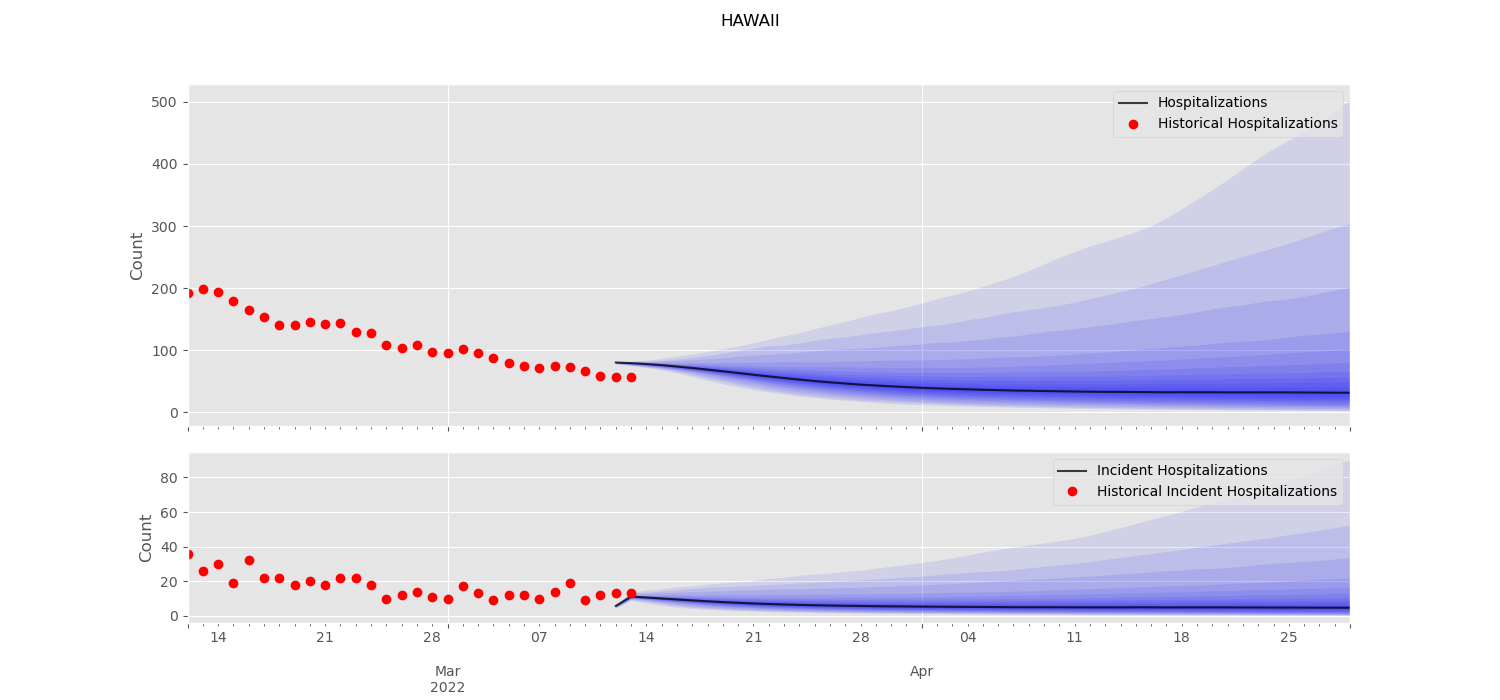 HAWAII
500
400
300
200
100
0
Count
Hospitalizations
Historical Hospitalizations
80
60
40
20
0
Count
Incident Hospitalizations
Historical Incident Hospitalizations
14 21 28 07 14 21 28 04 11 18 25
Mar Apr
2022